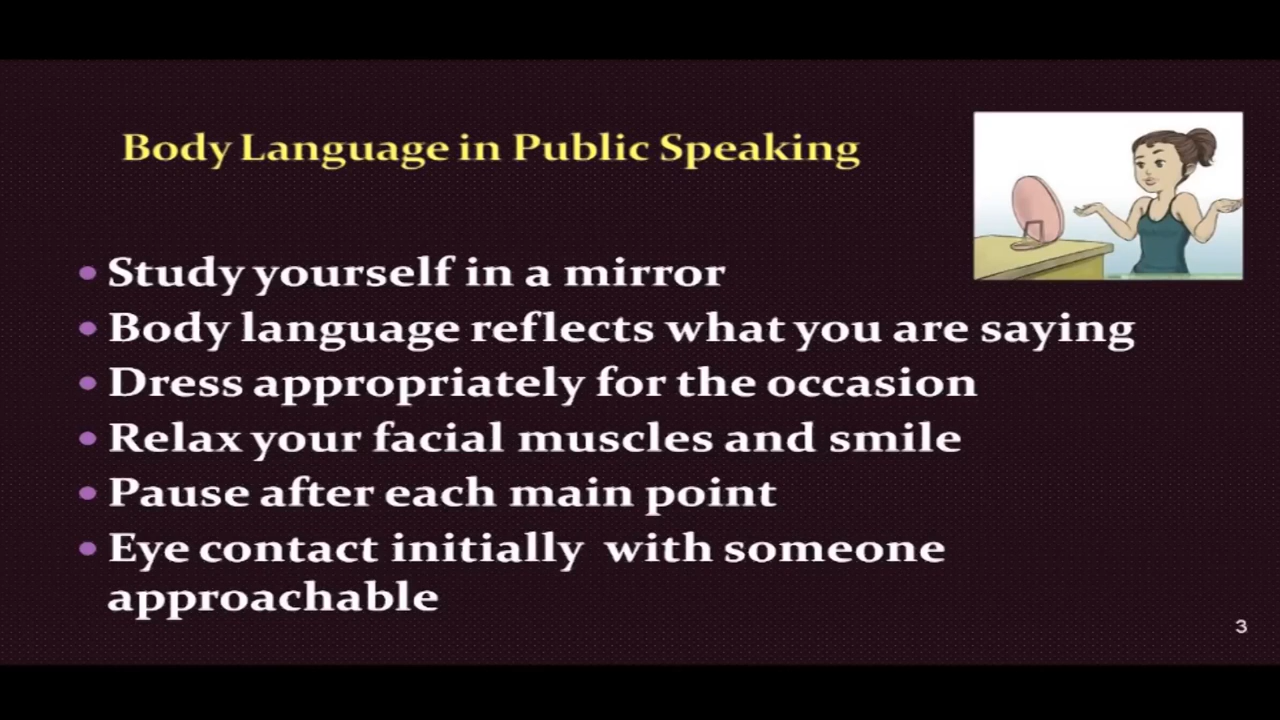 Body Language in Public Speaking
• Study yourself in a mirror
• Body language reflects what you are saying
• Dress appropriately for the occasion
• Relax your facial muscles and smile
• Pause after each main point
• Eye contact initially  with someone
approachable
3